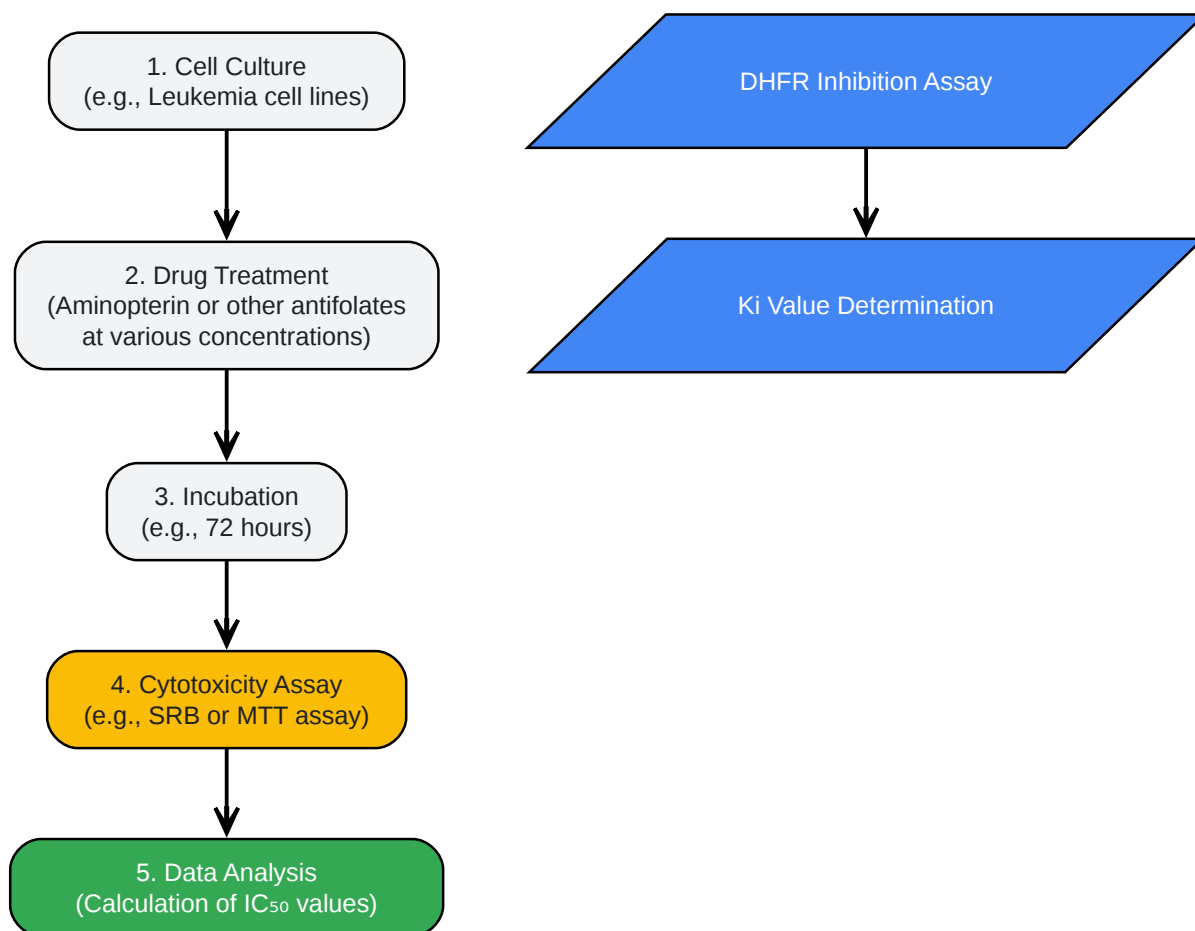 1. Cell Culture
(e.g., Leukemia cell lines)
2. Drug Treatment
(Aminopterin or other antifolates
at various concentrations)
3. Incubation
(e.g., 72 hours)
4. Cytotoxicity Assay
(e.g., SRB or MTT assay)
5. Data Analysis
(Calculation of IC₅₀ values)
DHFR Inhibition Assay
Ki Value Determination